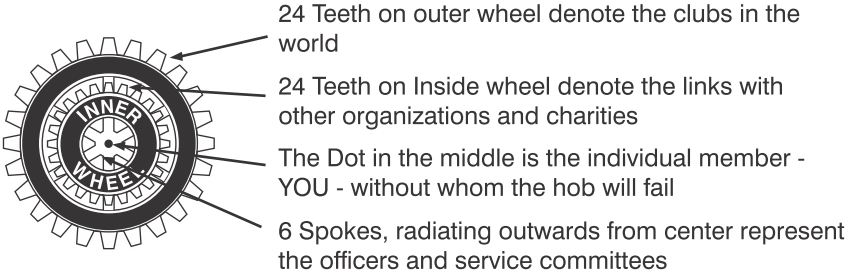 24 Teeth on outer wheel denote the clubs in the
world
24 Teeth on Inside wheel denote the links with
other organizations and charities
INNER
WHEEL
The Dot in the middle is the individual member -
YOU - without whom the hob will fail
6 Spokes, radiating outwards from center represent
the officers and service committees